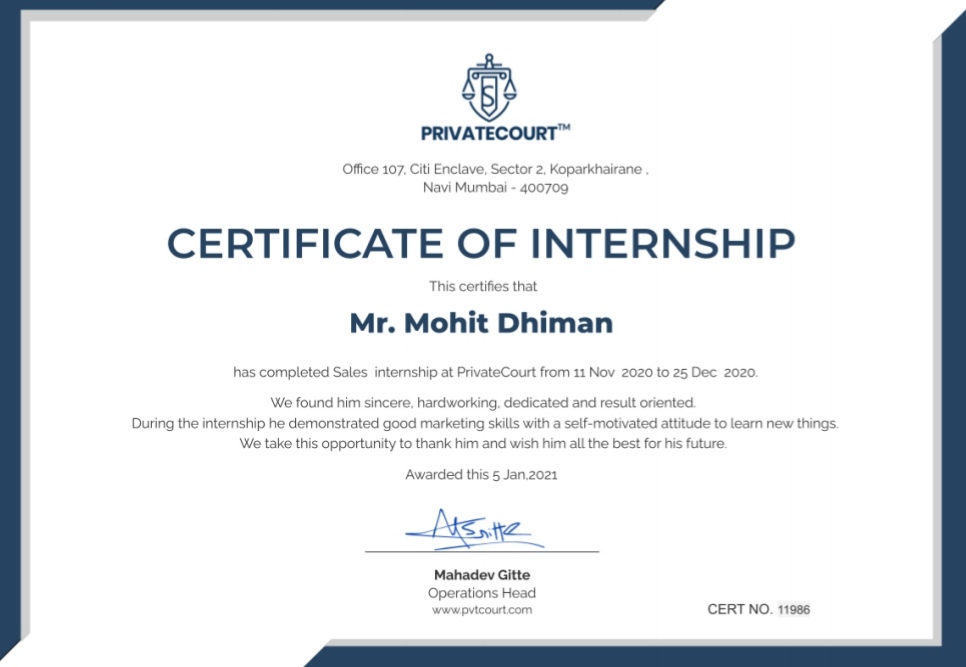 PRIVATECOURT™
Office 107, Citi Enclave, Sector 2, Koparkhairane ,
Navi Mumbai - 400709
CERTIFICATE OF INTERNSHIP
This certifies that
Mr. Mohit Dhiman
has completed Sales internship at PrivateCourt from 11 Nov 2020 to 25 Dec 2020.
We found him sincere, hardworking, dedicated and result oriented.
During the internship he demonstrated good marketing skills with a self-motivated attitude to learn new things.
We take this opportunity to thank him and wish him all the best for his future.
Awarded this 5 Jan,2021
Mahadev Gitte
Operations Head
www.pvtcourt.com
CERT NO. 11986